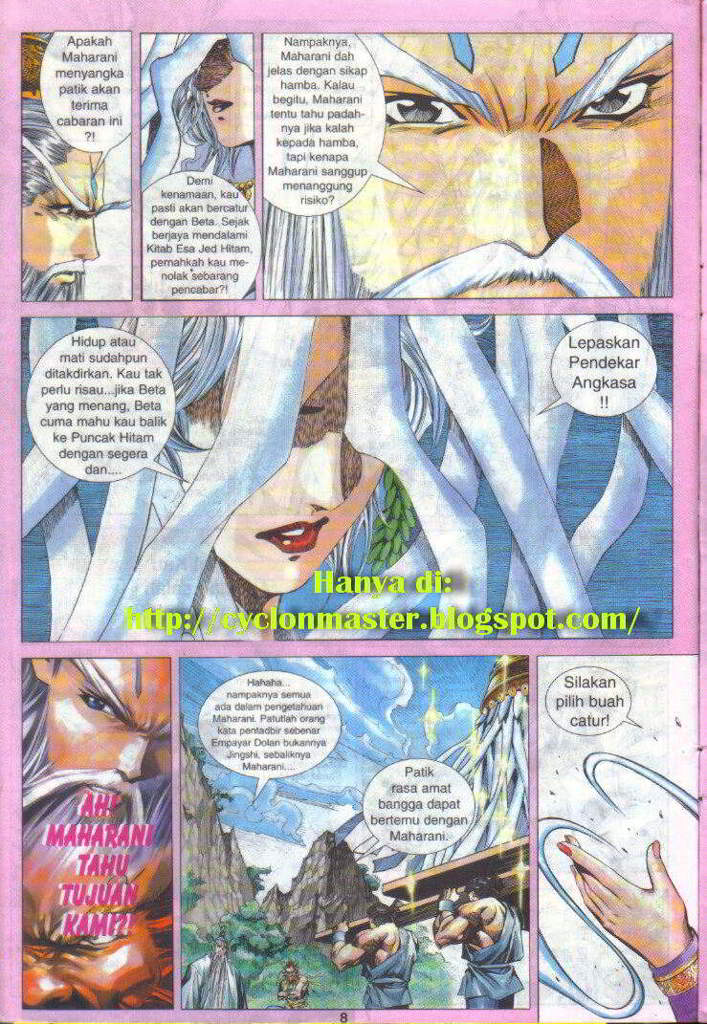 Apakah
Maharani
menyangka
patik akan
terima
cabaran ini
?!
Demi
kenamaan, kau
pasti akan bercatur
dengan Beta. Sejak
berjaya mendalami
Kitab Esa Jed Hitam,
pernahkah kau me-
nolak sebarang
pencabar?!
Nampaknya,
Maharani dah
jelas dengan sikap
hamba. Kalau
begitu, Maharani
tentu tahu padah-
nya jika kalah
kepada hamba,
tapi kenapa
Maharani sanggup
menanggung
risiko?
Hidup atau
mati sudahpun
ditakdirkan. Kau tak
perlu risau...jika Beta
yang menang, Beta
cuma mahu kau balik
ke Puncak Hitam
dengan segera
dan....
Lepaskan
Pendekar
Angkasa
!!
Hanya di:
http://cyclonmaster.blogspot.com/
AH!
MAHARANI
TAHU
TUJUAN
KAMI?!
Hahaha...
nampaknya semua
ada dalam pengetahuan
Maharani. Patutlah orang
kata pentadbir sebenar
Empayar Dolan bukannya
Jingshi, sebaliknya
Maharani....
Patik
rasa amat
bangga dapat
bertemu dengan
Maharani.
Silakan
pilih buah
catur!
8